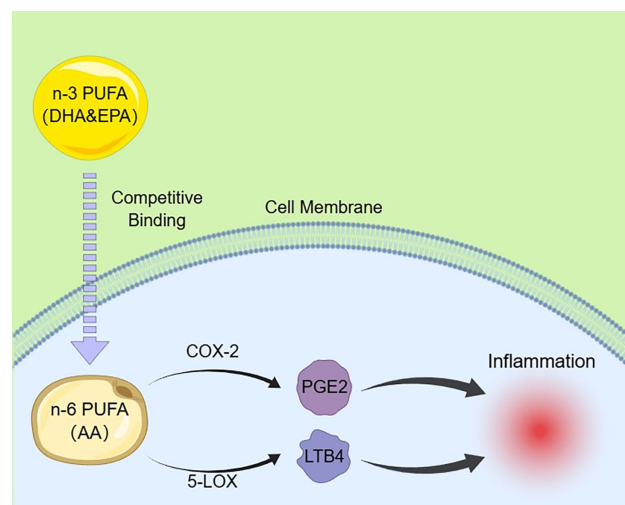 n-3 PUFA
(DHA&EPA)
Competitive
Binding
Cell Membrane
COX-2
Inflammation
PGE2
n-6 PUFA
(AA)
LTB4
5-LOX